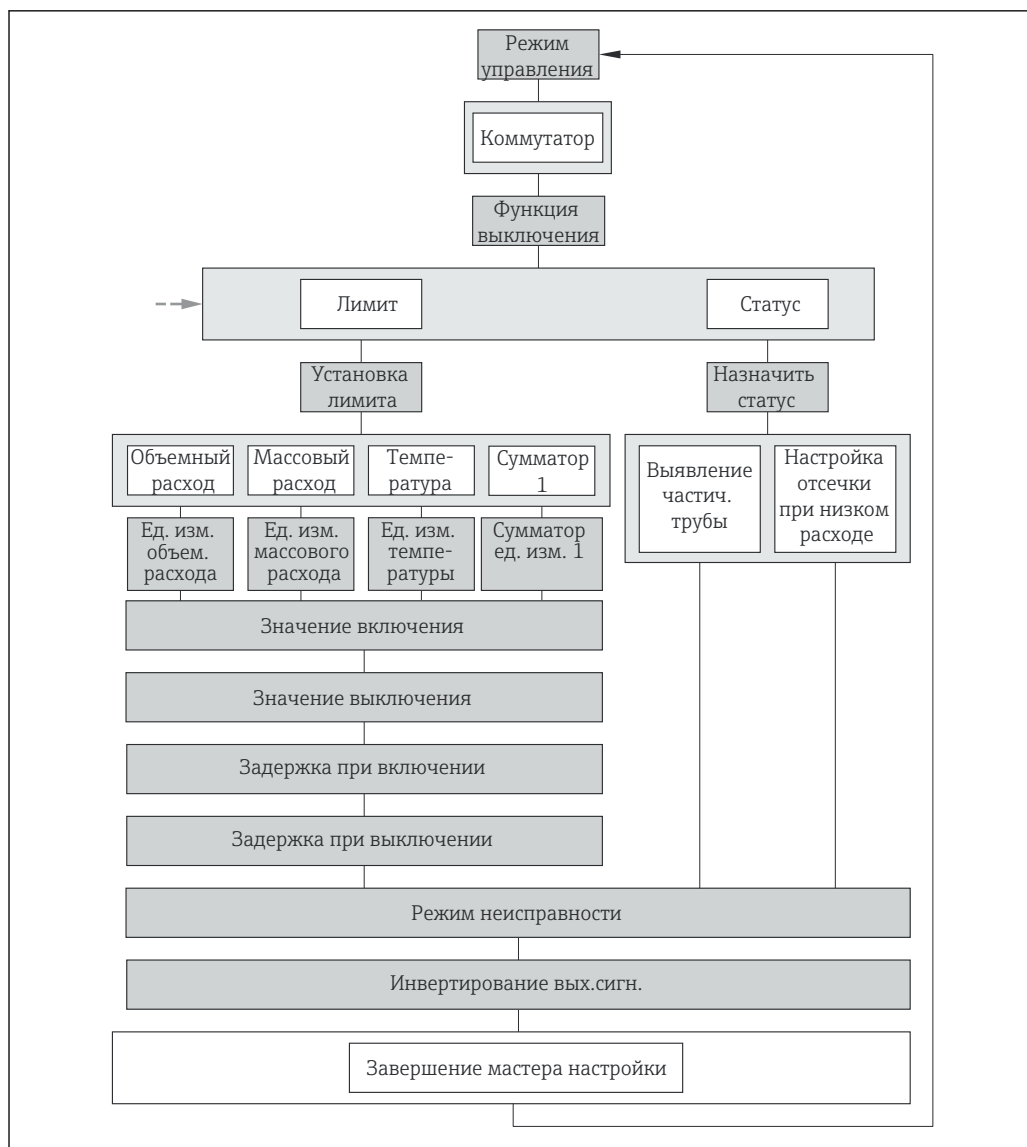 Режим
управления
Коммутатор
Функция
выключения
Лимит
Статус
Установка
лимита
Назначить
статус
Объемный
расход
Массовый
расход
Темпе-
ратура
Сумматор
1
Выявление
частич.
трубы
Настройка
отсечки
при низком
расходе
Ед. изм.
объем.
расхода
Ед. изм.
массового
расхода
Ед. изм.
темпе-
ратуры
Сумматор
ед. изм. 1
Значение включения
Значение выключения
Задержка при включении
Задержка при выключении
Режим неисправности
Инвертирование вых.сигн.
Завершение мастера настройки